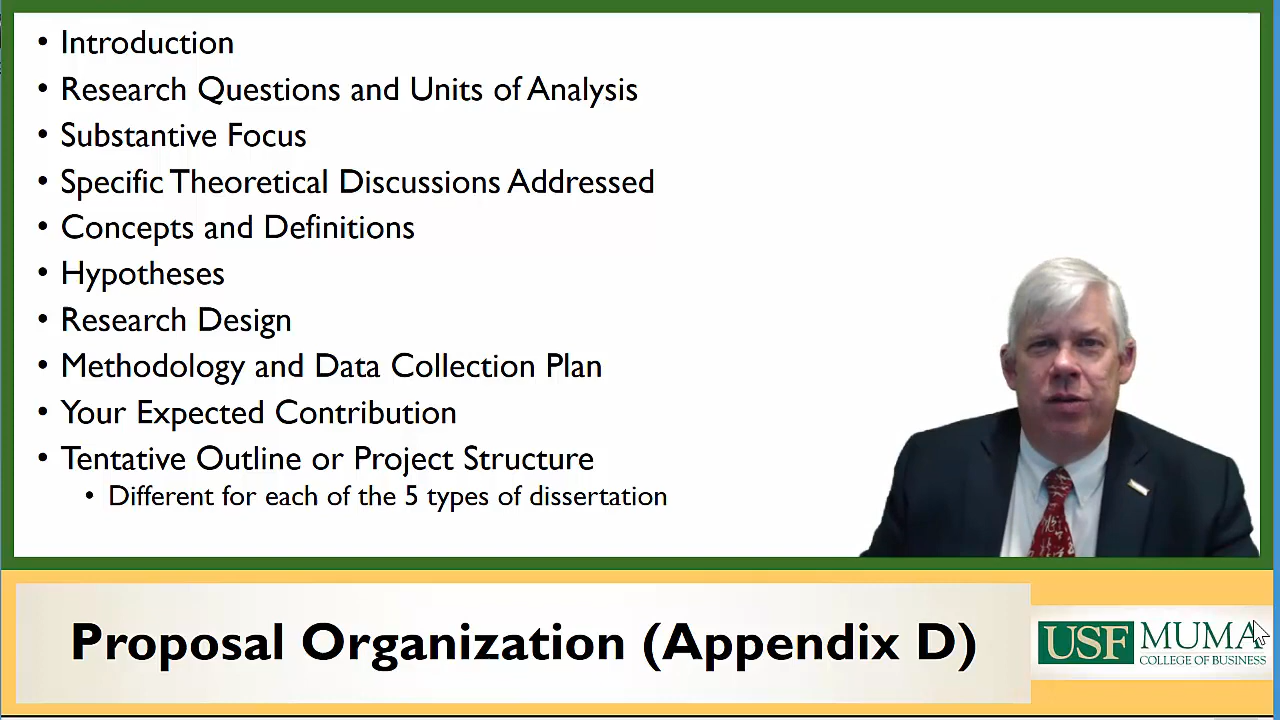 • Introduction
• Research Questions and Units of Analysis
• Substantive Focus
• Specific Theoretical Discussions Addressed
• Concepts and Definitions
• Hypotheses
• Research Design
• Methodology and Data Collection Plan
• Your Expected Contribution
• Tentative Outline or Project Structure
• Different for each of the 5 types of dissertation
Proposal Organization (Appendix D)
USF MUMA
COLLEGE OF BUSINESS